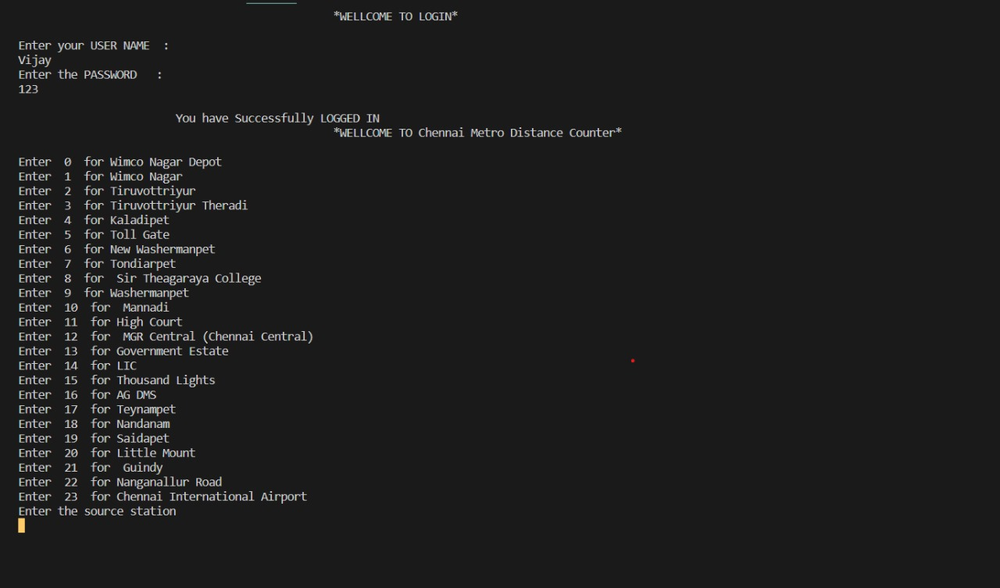 *WELLCOME TO LOGIN*
Enter your USER NAME  :
Vijay
Enter the PASSWORD   :
123
You have Successfully LOGGED IN
*WELLCOME TO Chennai Metro Distance Counter*
Enter  0  for Wimco Nagar Depot
Enter  1  for Wimco Nagar
Enter  2  for Tiruvottriyur
Enter  3  for Tiruvottriyur Theradi
Enter  4  for Kaladipet
Enter  5  for Toll Gate
Enter  6  for New Washermanpet
Enter  7  for Tondiarpet
Enter  8  for  Sir Theagaraya College
Enter  9  for Washermanpet
Enter  10  for  Mannadi
Enter  11  for High Court
Enter  12  for  MGR Central (Chennai Central)
Enter  13  for Government Estate
Enter  14  for LIC
Enter  15  for Thousand Lights
Enter  16  for AG DMS
Enter  17  for Teynampet
Enter  18  for Nandanam
Enter  19  for Saidapet
Enter  20  for Little Mount
Enter  21  for  Guindy
Enter  22  for Nanganallur Road
Enter  23  for Chennai International Airport
Enter the source station